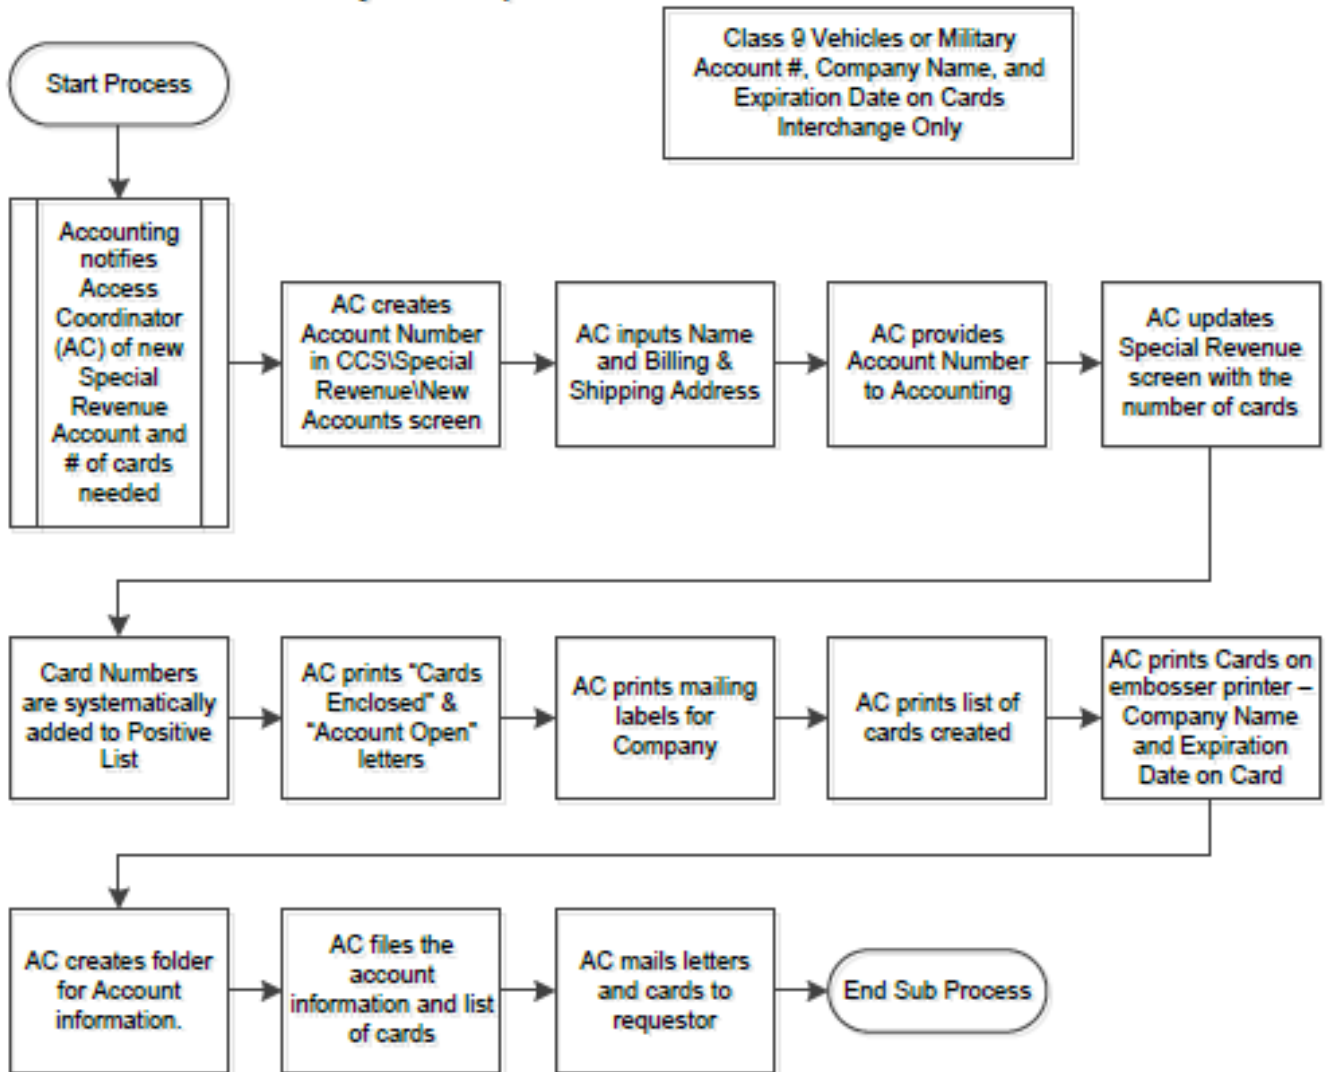 Start Process
Class 9 Vehicles or Military
Account #, Company Name, and
Expiration Date on Cards
Interchange Only
Accounting
notifies
Access
Coordinator
(AC) of new
Special
Revenue
Account and
# of cards
needed
AC creates
Account Number
in CCS\Special
Revenue\New
Accounts screen
AC inputs Name
and Billing &
Shipping Address
AC provides
Account Number
to Accounting
AC updates
Special Revenue
screen with the
number of cards
Card Numbers
are systematically
added to Positive
List
AC prints “Cards
Enclosed” &
“Account Open”
letters
AC prints mailing
labels for
Company
AC prints list of
cards created
AC prints Cards on
embosser printer –
Company Name
and Expiration
Date on Card
AC creates folder
for Account
information.
AC files the
account
information and list
of cards
AC mails letters
and cards to
requestor
End Sub Process